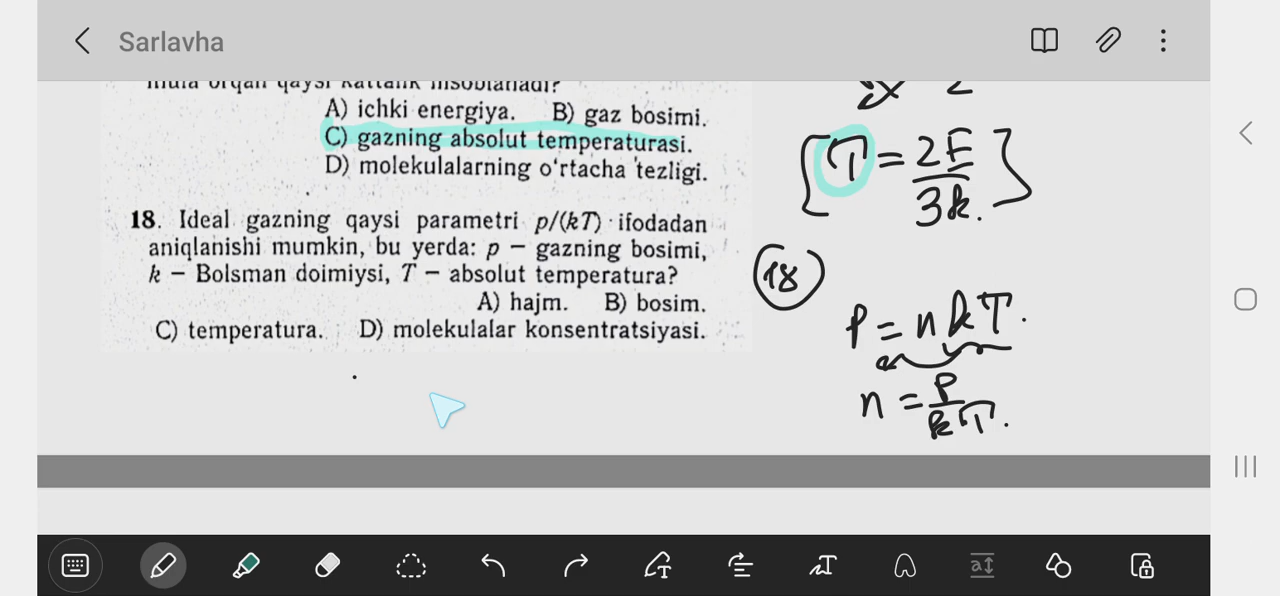 Sarlavha
A) ichki energiya. B) gaz bosimi.
C) gazning absolut temperaturasi.
D) molekulalarning o'rtacha tezligi.
18. Ideal gazning qaysi parametri p/(kT) ifodadan
aniqlanishi mumkin, bu yerda: p — gazning bosimi,
k — Bolsman doimiysi, T — absolut temperatura?
A) hajm. B) bosim.
C) temperatura. D) molekulalar konsentratsiyasi.
2
[T = 2E/3k.]
18
P = nkT.
n = P/kT.